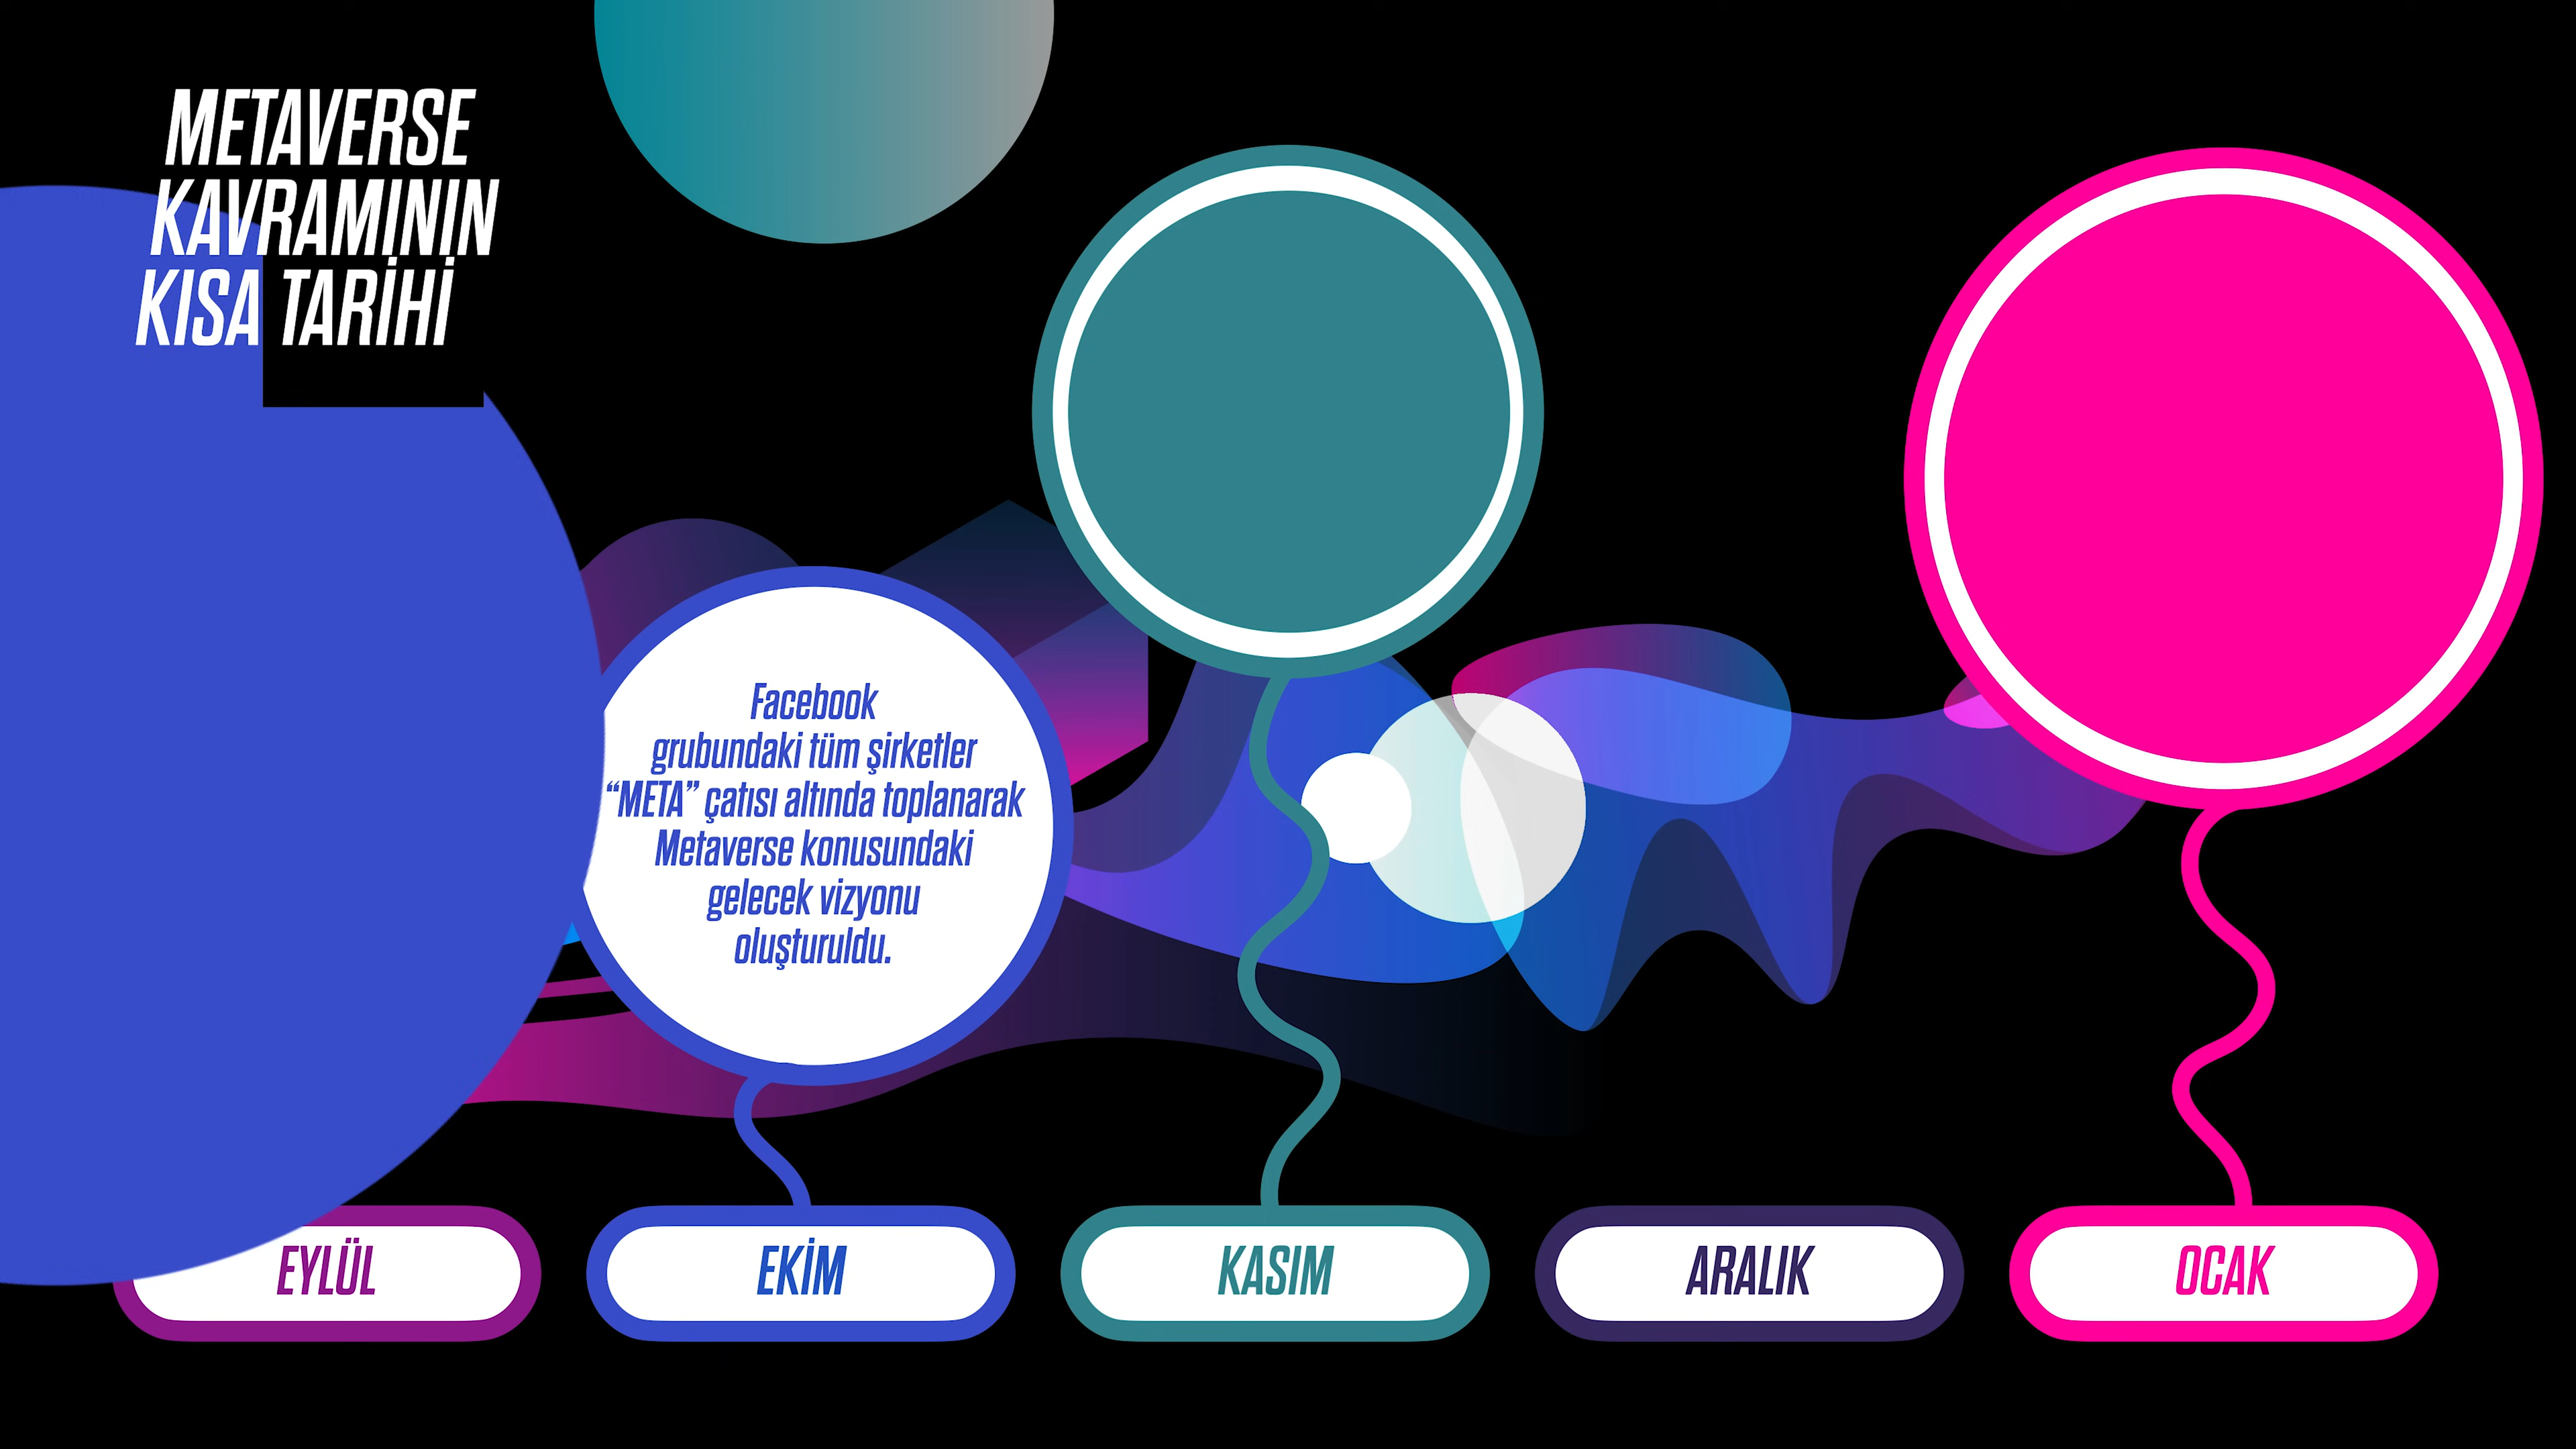 METAVERSE
KAVRAMININ
KISA TARİHİ
Facebook
grubundaki tüm şirketler
“META” çatısı altında toplanarak
Metaverse konusundaki
gelecek vizyonu
oluşturuldu.
EYLÜL
EKİM
KASIM
ARALIK
OCAK